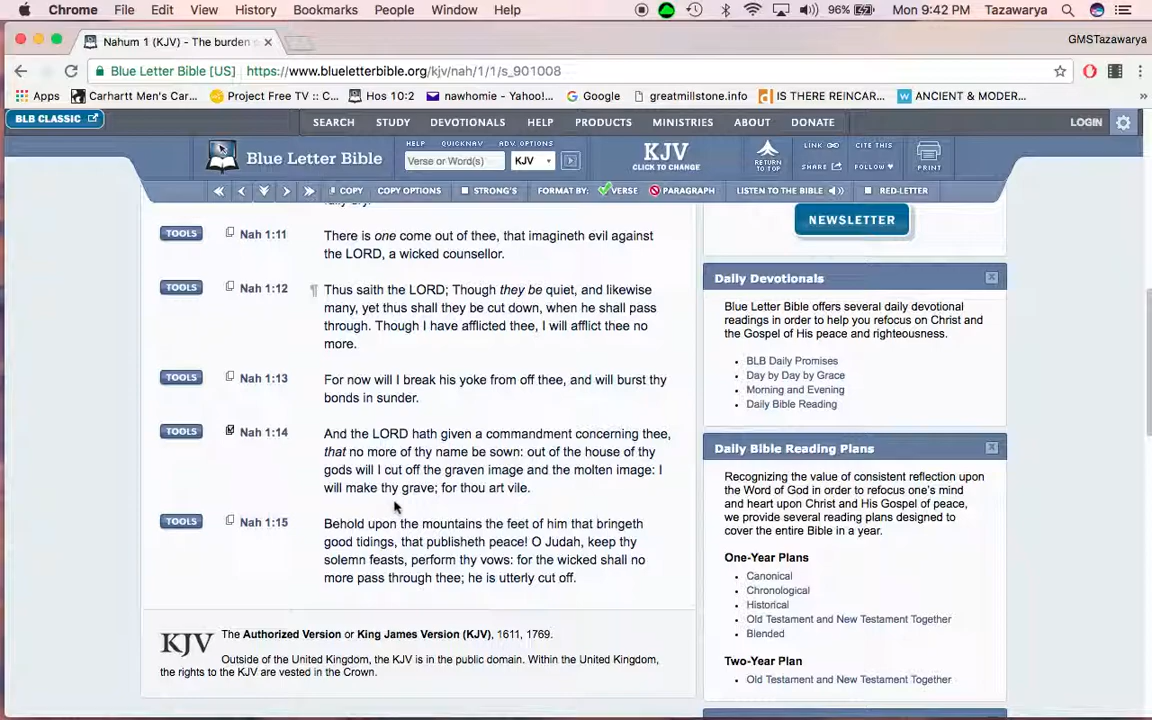 Chrome File Edit View History Bookmarks People Window Help 96% Mon 9:42 PM Tazawarya
Nahum 1 (KJV) - The burden GMSTazawarya
Blue Letter Bible [US] https://www.blueletterbible.org/kjv/nah/1/1/s_901008
Apps Carhartt Men's Car... Project Free TV :: C... Hos 10:2 nawhomie - Yahoo!... Google greatmillstone.info IS THERE REINCAR... ANCIENT & MODER...
BLB CLASSIC SEARCH STUDY DEVOTIONALS HELP PRODUCTS MINISTRIES ABOUT DONATE LOGIN
Blue Letter Bible
HELP QUICKNAV ADV. OPTIONS
Verse or Word(s) KJV
KJV
CLICK TO CHANGE
RETURN
TO TOP
LINK CITE THIS
SHARE FOLLOW
PRINT
COPY COPY OPTIONS STRONG'S FORMAT BY: VERSE PARAGRAPH LISTEN TO THE BIBLE RED-LETTER
TOOLS Nah 1:11 There is one come out of thee, that imagineth evil against
the LORD, a wicked counsellor.
TOOLS Nah 1:12 ¶ Thus saith the LORD; Though they be quiet, and likewise
many, yet thus shall they be cut down, when he shall pass
through. Though I have afflicted thee, I will afflict thee no
more.
TOOLS Nah 1:13 For now will I break his yoke from off thee, and will burst thy
bonds in sunder.
TOOLS Nah 1:14 And the LORD hath given a commandment concerning thee,
that no more of thy name be sown: out of the house of thy
gods will I cut off the graven image and the molten image: I
will make thy grave; for thou art vile.
TOOLS Nah 1:15 Behold upon the mountains the feet of him that bringeth
good tidings, that publisheth peace! O Judah, keep thy
solemn feasts, perform thy vows: for the wicked shall no
more pass through thee; he is utterly cut off.
KJV The Authorized Version or King James Version (KJV), 1611, 1769.
Outside of the United Kingdom, the KJV is in the public domain. Within the United Kingdom,
the rights to the KJV are vested in the Crown.
NEWSLETTER
Daily Devotionals
Blue Letter Bible offers several daily devotional
readings in order to help you refocus on Christ and
the Gospel of His peace and righteousness.
BLB Daily Promises
Day by Day by Grace
Morning and Evening
Daily Bible Reading
Daily Bible Reading Plans
Recognizing the value of consistent reflection upon
the Word of God in order to refocus one's mind
and heart upon Christ and His Gospel of peace,
we provide several reading plans designed to
cover the entire Bible in a year.
One-Year Plans
Canonical
Chronological
Historical
Old Testament and New Testament Together
Blended
Two-Year Plan
Old Testament and New Testament Together